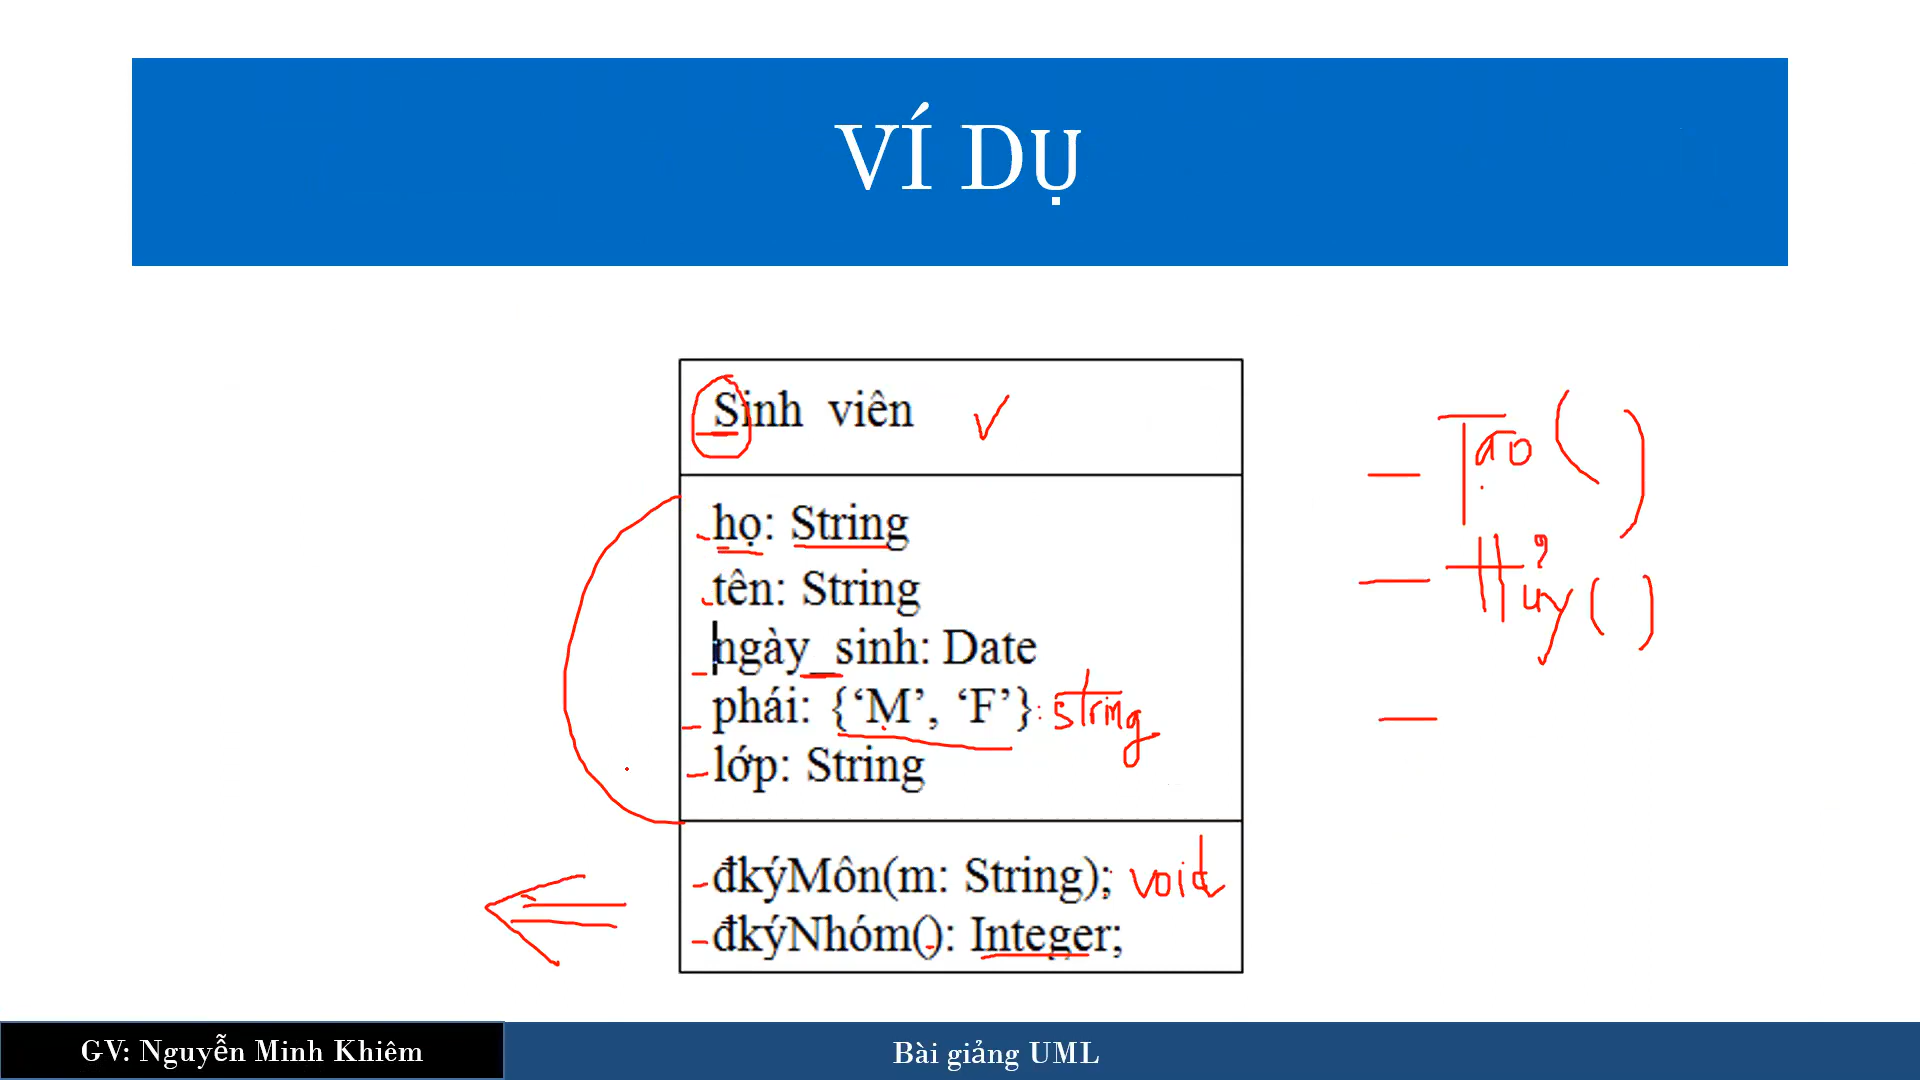 VÍ DỤ
Sinh viên
họ: String
tên: String
ngày_sinh: Date
phái: {‘M’, ‘F’} : string
lớp: String
đkýMôn(m: String); void
đkýNhóm(): Integer;
– Tạo ( )
– Hủy ( )
–
GV: Nguyễn Minh Khiêm
Bài giảng UML